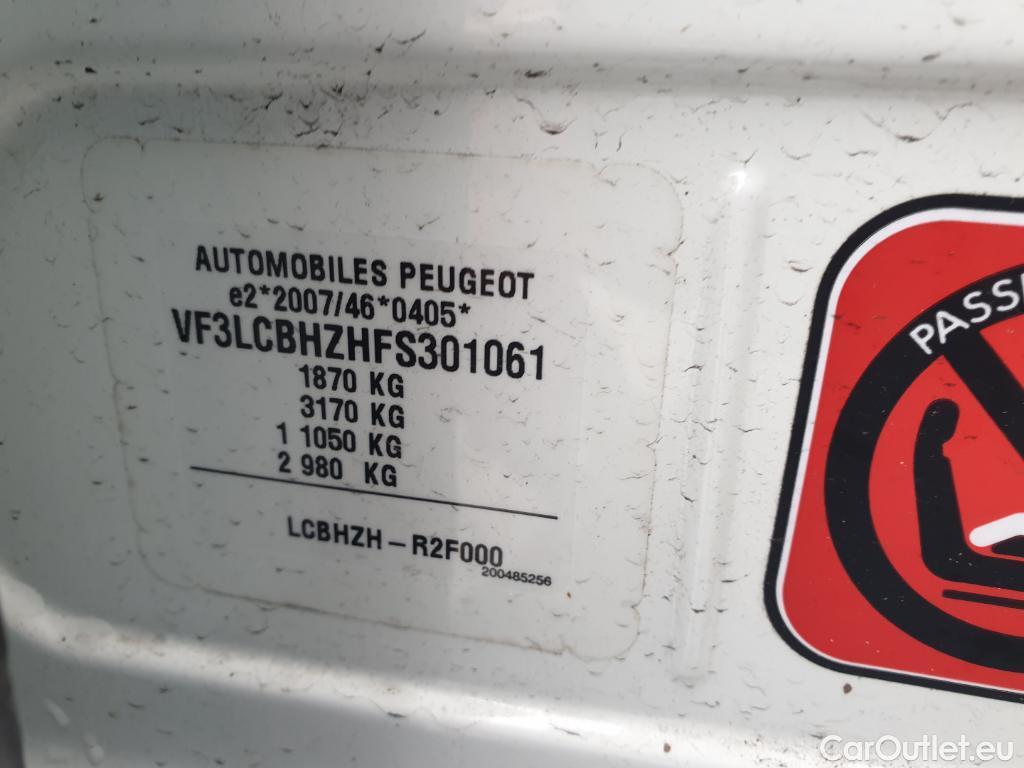 AUTOMOBILES PEUGEOT
e2*2007/46*0405*
VF3LCBHZHFS301061
1870 KG
3170 KG
1 1050 KG
2 980 KG
LCBHZH - R2F000
200485256
CarOutlet.eu